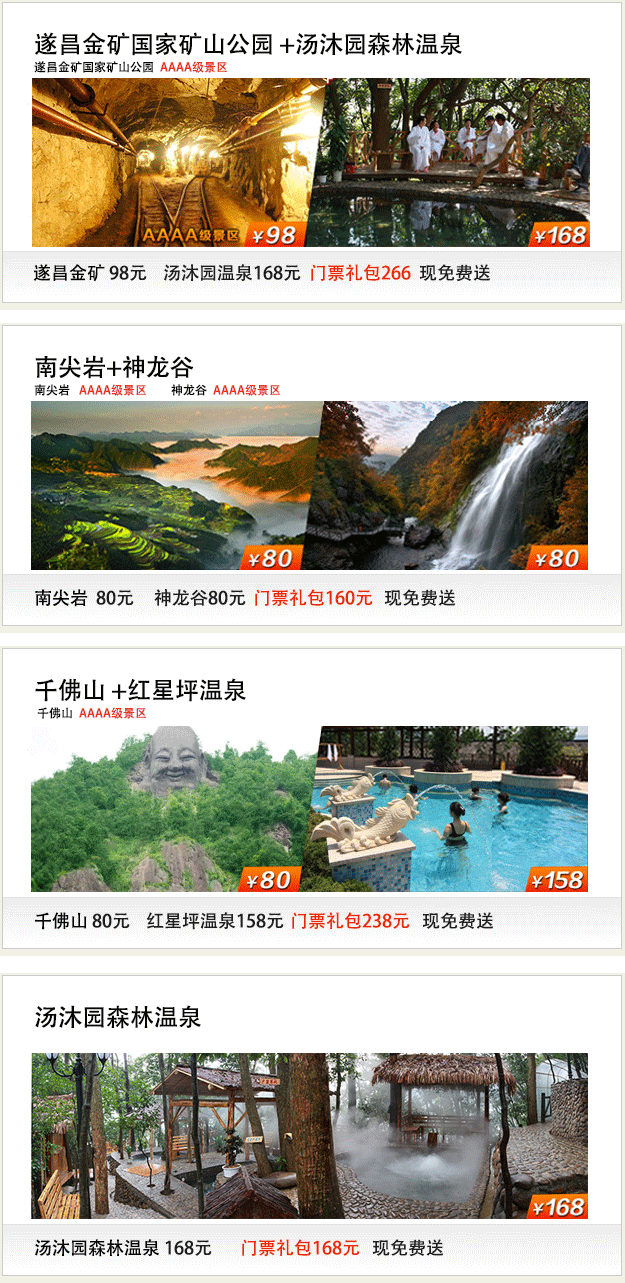 遂昌金矿国家矿山公园 +汤沐园森林温泉
遂昌金矿国家矿山公园 AAAA级景区
AAAA级景区 ¥98
¥168
遂昌金矿 98元 汤沐园温泉168元 门票礼包266 现免费送
南尖岩+神龙谷
南尖岩 AAAA级景区 神龙谷 AAAA级景区
¥80
¥80
南尖岩 80元 神龙谷80元 门票礼包160元 现免费送
千佛山 +红星坪温泉
千佛山 AAAA级景区
¥80
¥158
千佛山 80元 红星坪温泉158元 门票礼包238元 现免费送
汤沐园森林温泉
¥168
汤沐园森林温泉 168元 门票礼包168元 现免费送